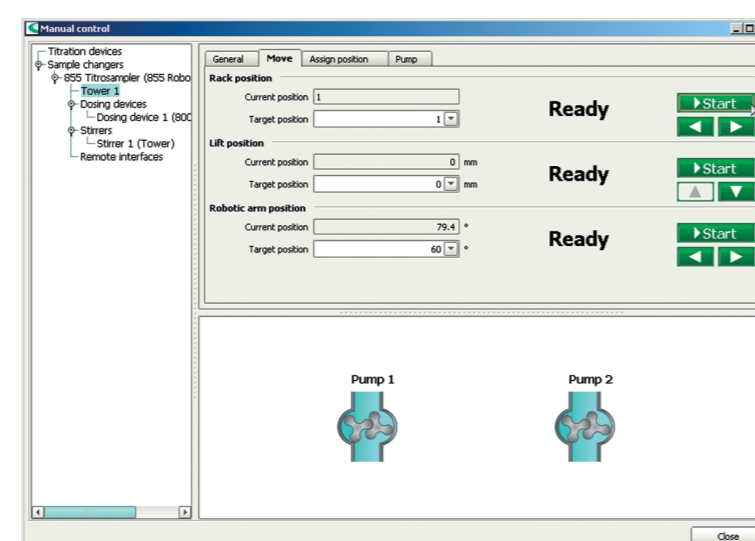 Manual control
Titration devices
Sample changers
855 Titrosampler (855 Robo
Tower 1
Dosing devices
Dosing device 1 (80C
Stirrers
Stirrer 1 (Tower)
Remote interfaces
General Move Assign position Pump
Rack position
Current position 1
Target position 1
Ready
Start
Lift position
Current position 0 mm
Target position 0 mm
Ready
Start
Robotic arm position
Current position 79.4 °
Target position 60 °
Ready
Start
Pump 1 Pump 2
Close